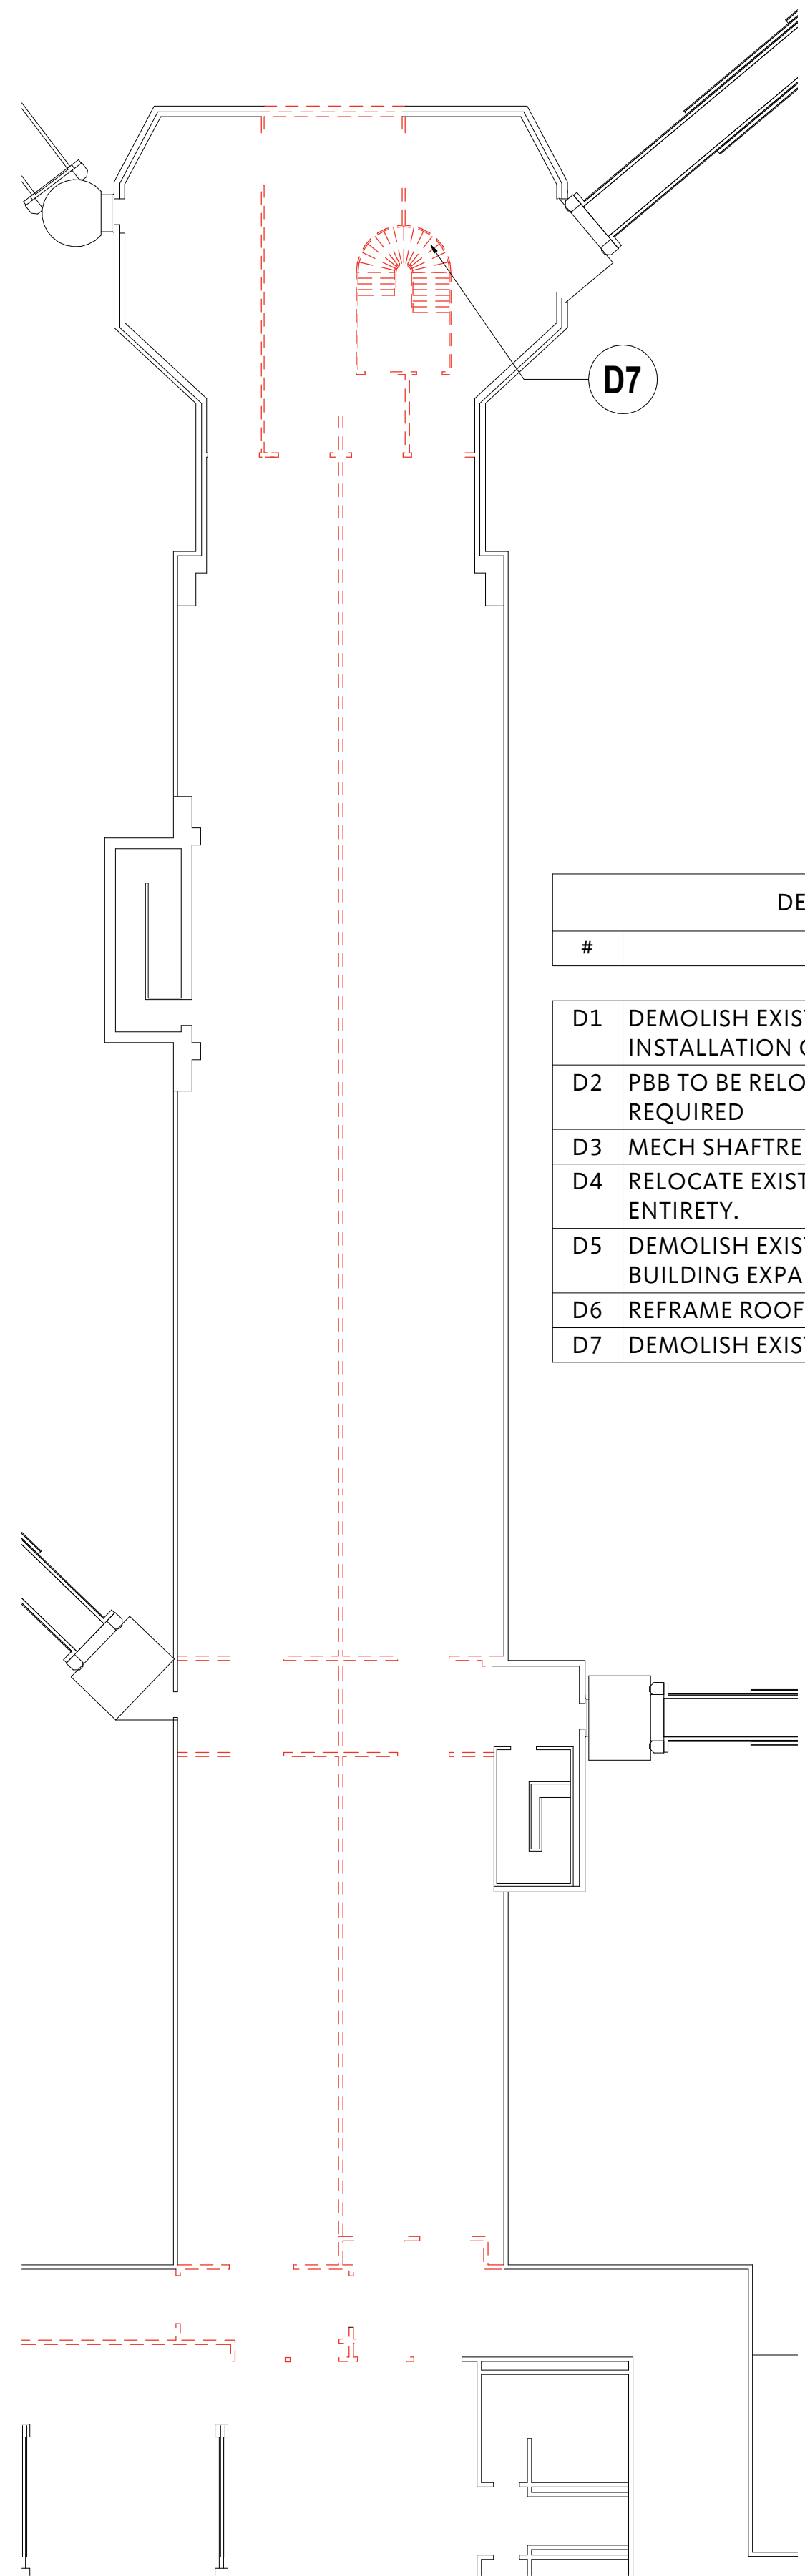 D7
DE
#
D1 DEMOLISH EXIS
INSTALLATION
D2 PBB TO BE RELO
REQUIRED
D3 MECH SHAFTRE
D4 RELOCATE EXIST
ENTIRETY.
D5 DEMOLISH EXIS
BUILDING EXPA
D6 REFRAME ROOF
D7 DEMOLISH EXIS